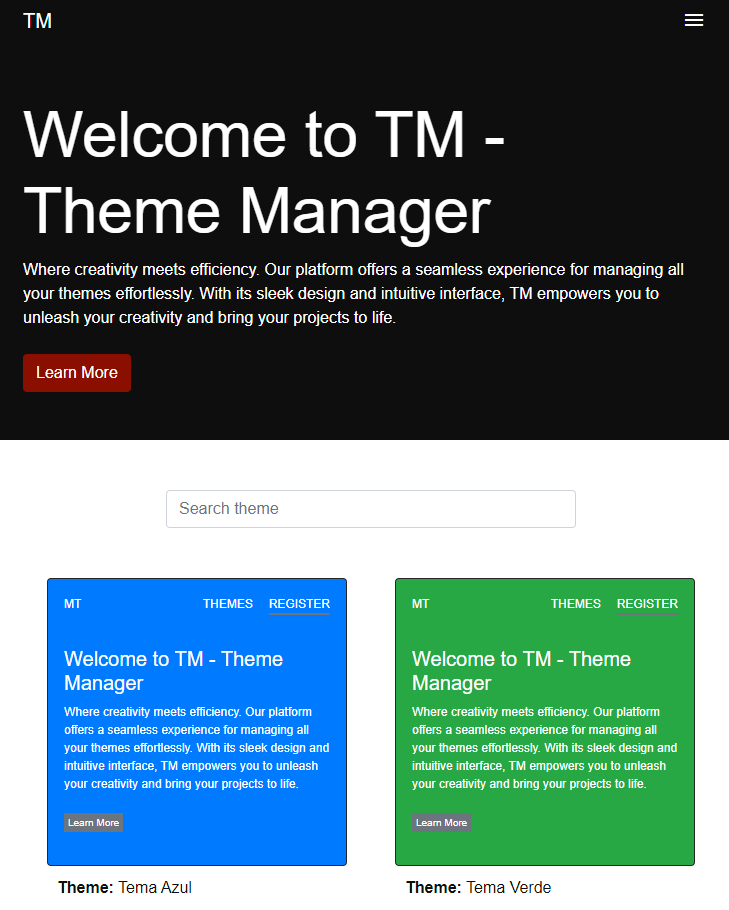 TM
Welcome to TM -
Theme Manager
Where creativity meets efficiency. Our platform offers a seamless experience for managing all
your themes effortlessly. With its sleek design and intuitive interface, TM empowers you to
unleash your creativity and bring your projects to life.
Learn More
Search theme
MT THEMES REGISTER
Welcome to TM - Theme
Manager
Where creativity meets efficiency. Our platform
offers a seamless experience for managing all
your themes effortlessly. With its sleek design and
intuitive interface, TM empowers you to unleash
your creativity and bring your projects to life.
Learn More
Theme: Tema Azul
MT THEMES REGISTER
Welcome to TM - Theme
Manager
Where creativity meets efficiency. Our platform
offers a seamless experience for managing all
your themes effortlessly. With its sleek design and
intuitive interface, TM empowers you to unleash
your creativity and bring your projects to life.
Learn More
Theme: Tema Verde